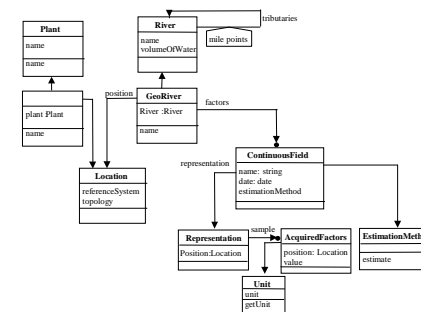 River
tributaries
name
volumeOfWater
mile points
Plant
name
name
plant Plant
name
position
GeoRiver
River :River
name
factors
Location
referenceSystem
topology
ContinuousField
name: string
date: date
estimationMethod
representation
Representation
Position:Location
sample
AcquiredFactors
position: Location
value
EstimationMeth
estimate
Unit
unit
getUnit